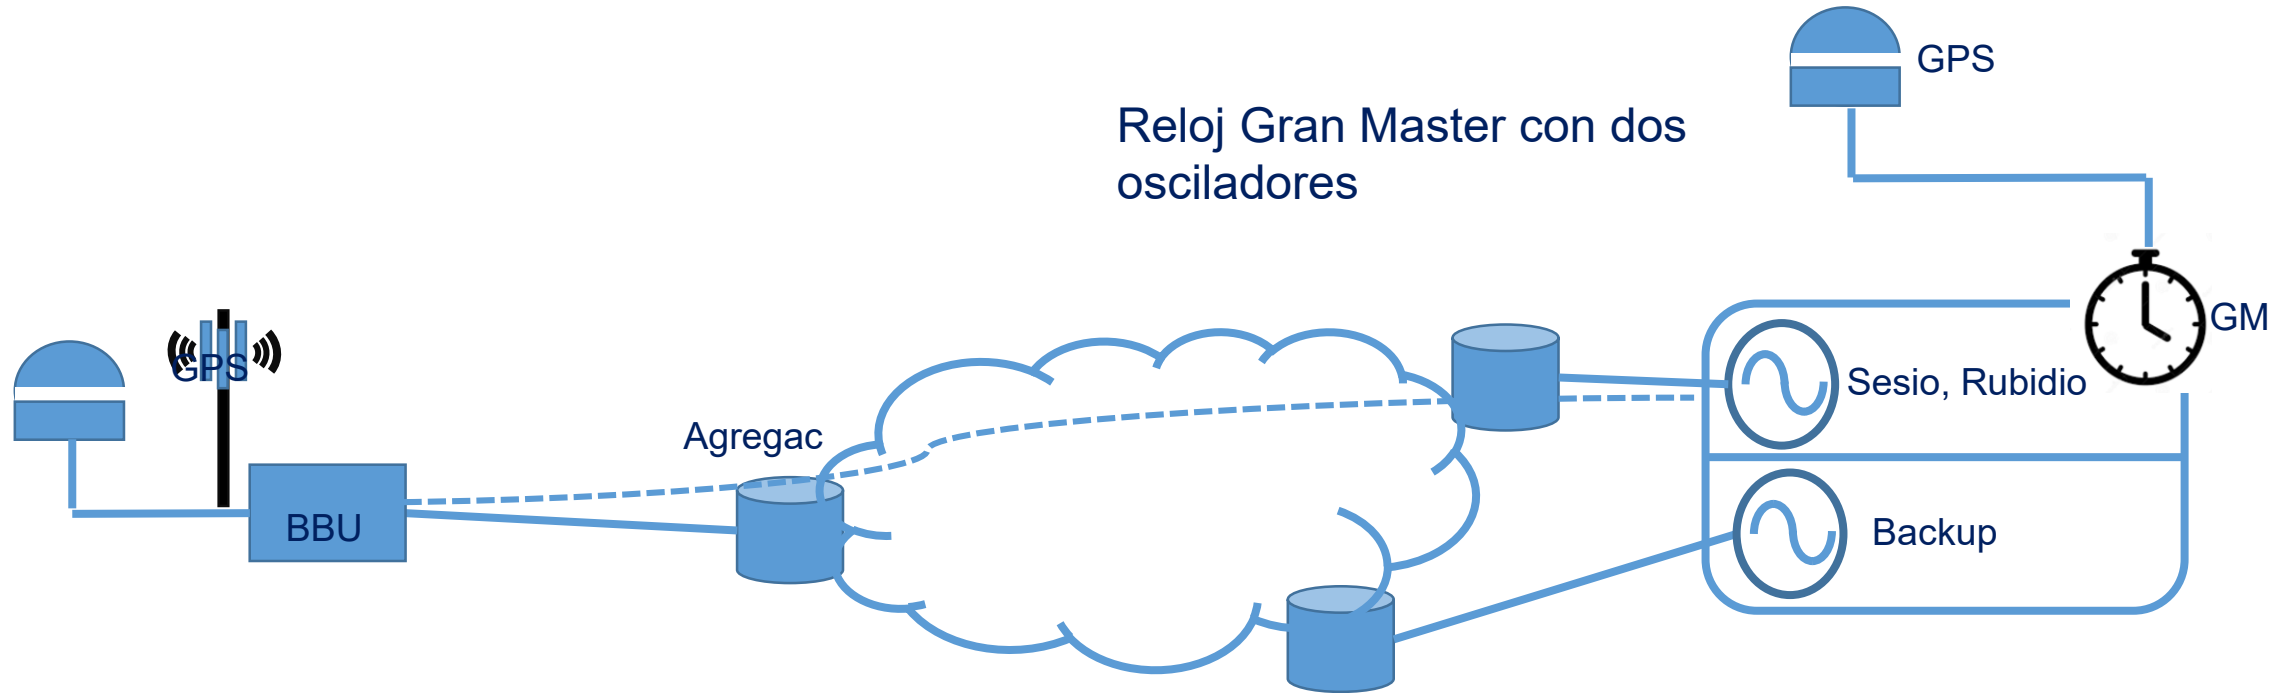 GPS
Reloj Gran Master con dos
osciladores
GM
GPS
Sesio, Rubidio
Agregac
BBU
Backup